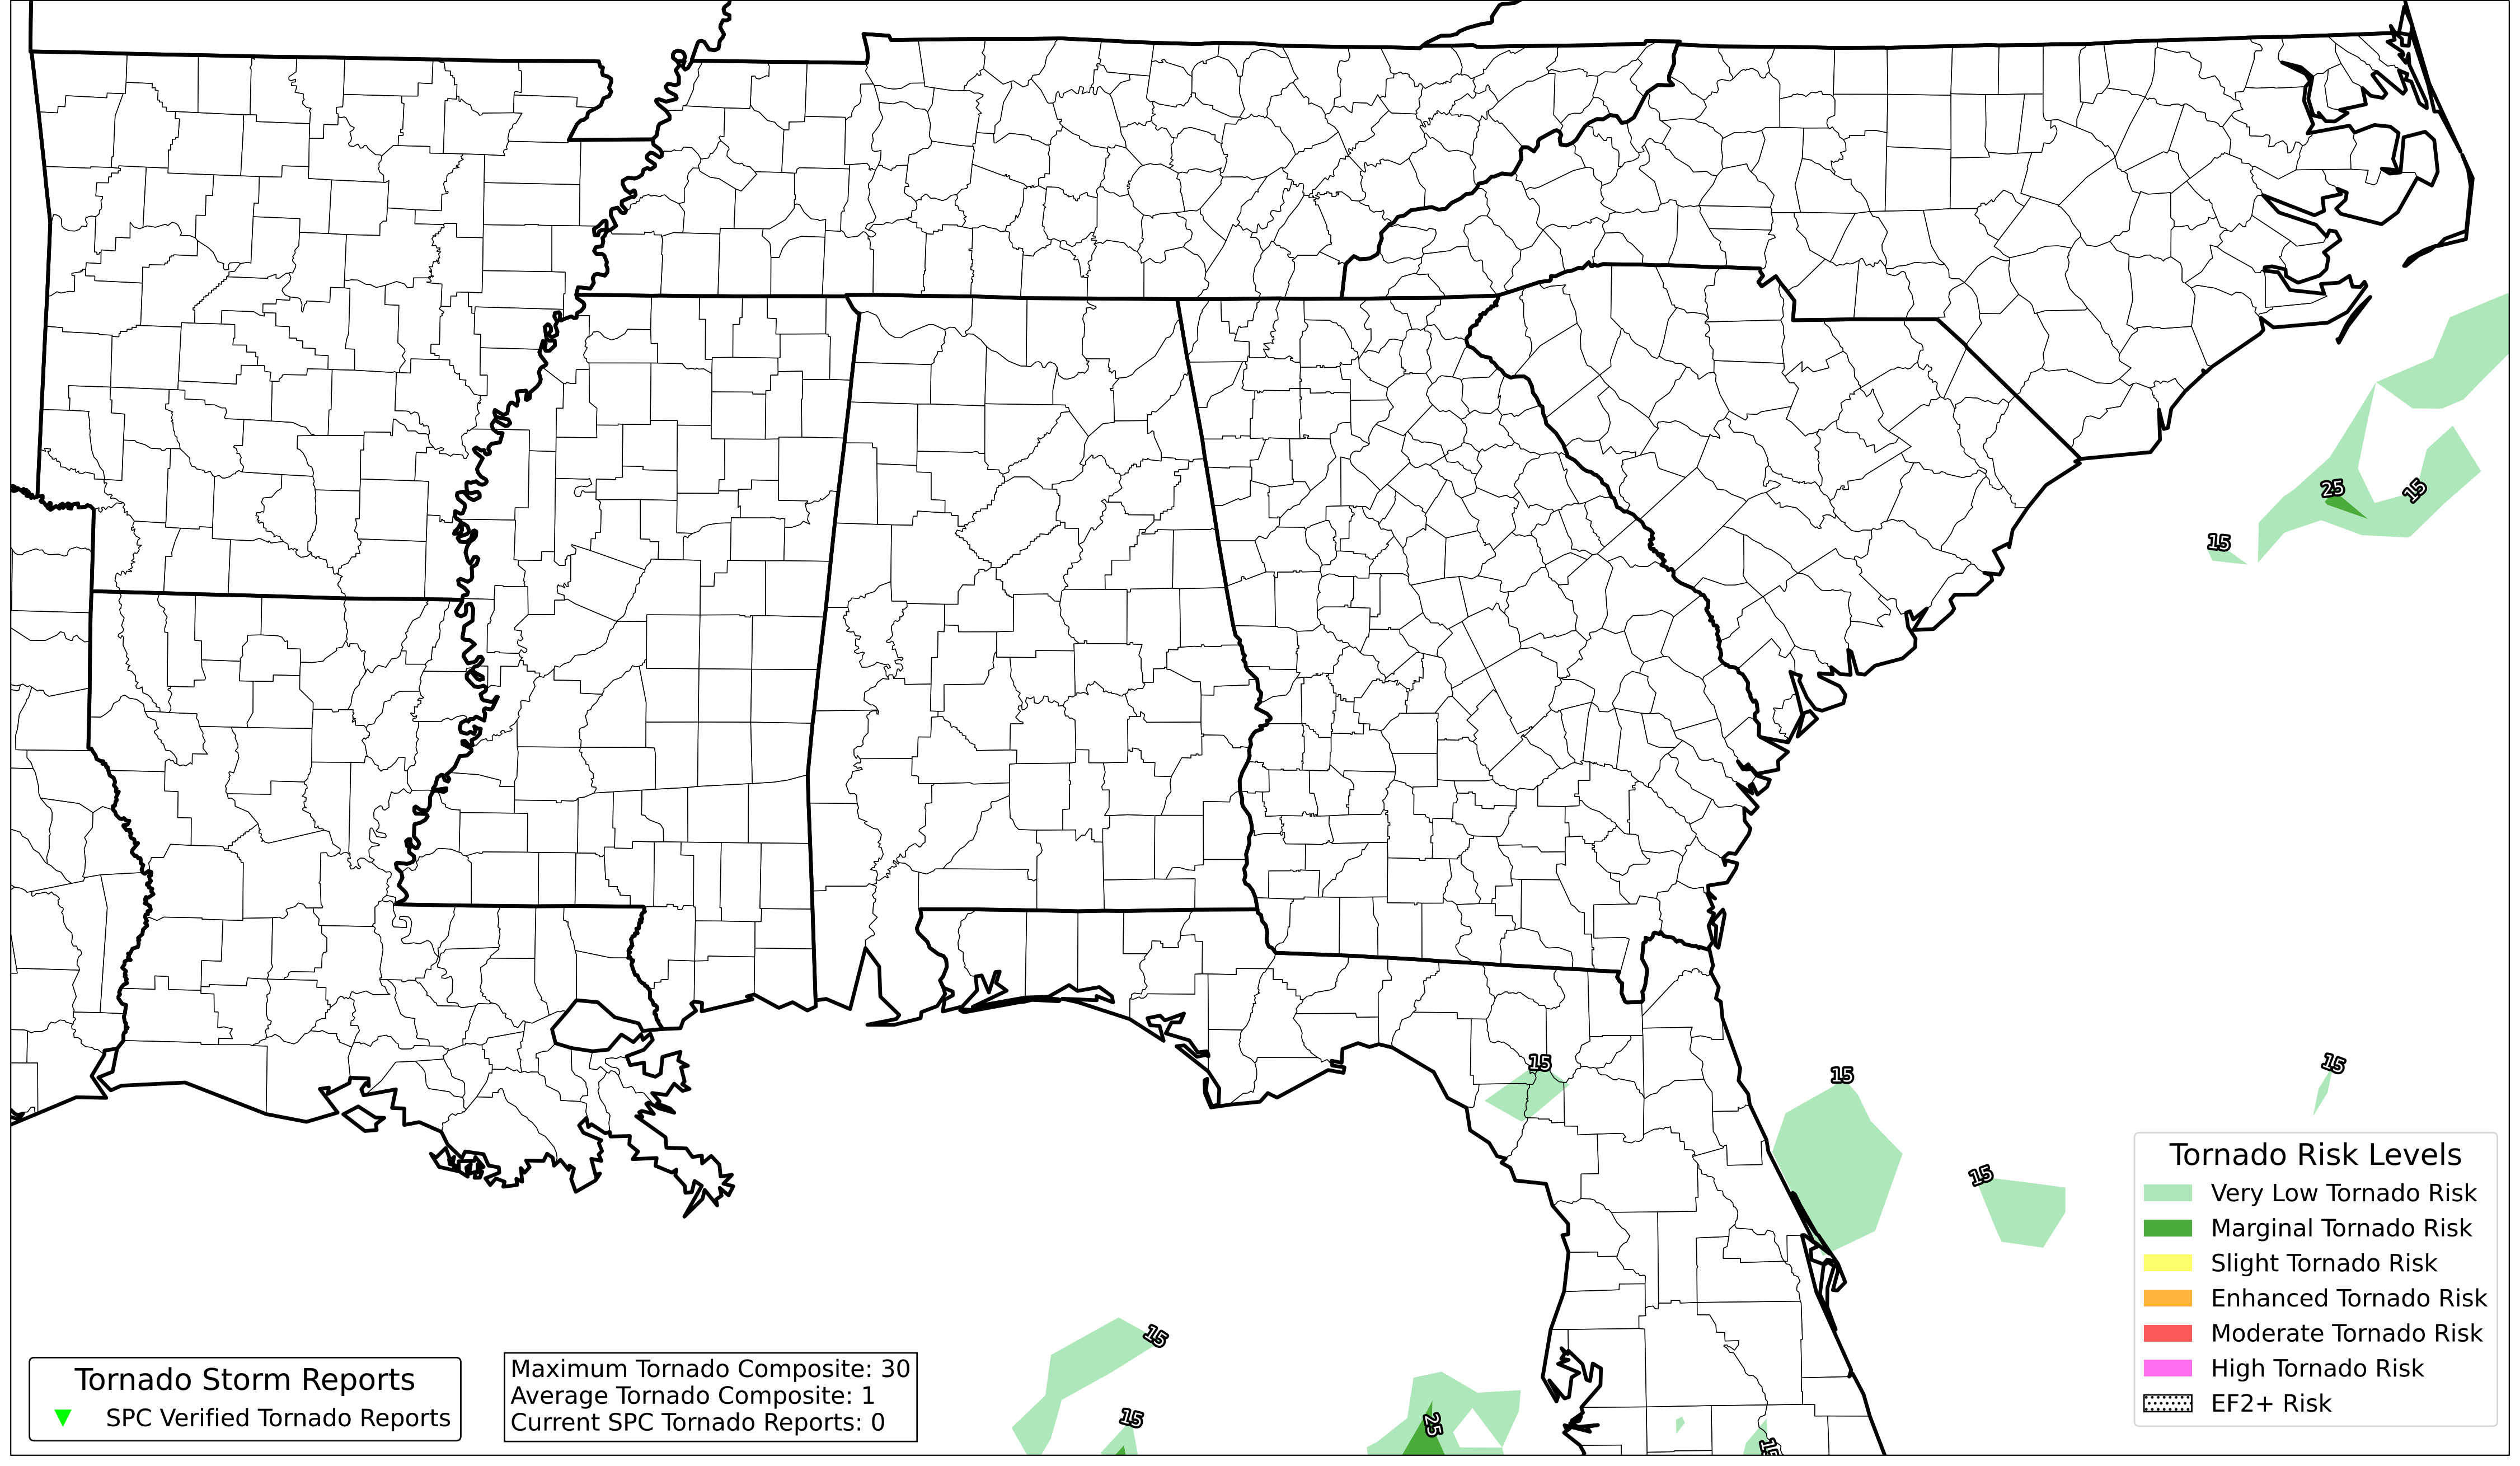 25
15
15
15
15
15
15
15
15
25
15
Tornado Risk Levels
Very Low Tornado Risk
Marginal Tornado Risk
Slight Tornado Risk
Enhanced Tornado Risk
Moderate Tornado Risk
High Tornado Risk
EF2+ Risk
Tornado Storm Reports
SPC Verified Tornado Reports
Maximum Tornado Composite: 30
Average Tornado Composite: 1
Current SPC Tornado Reports: 0